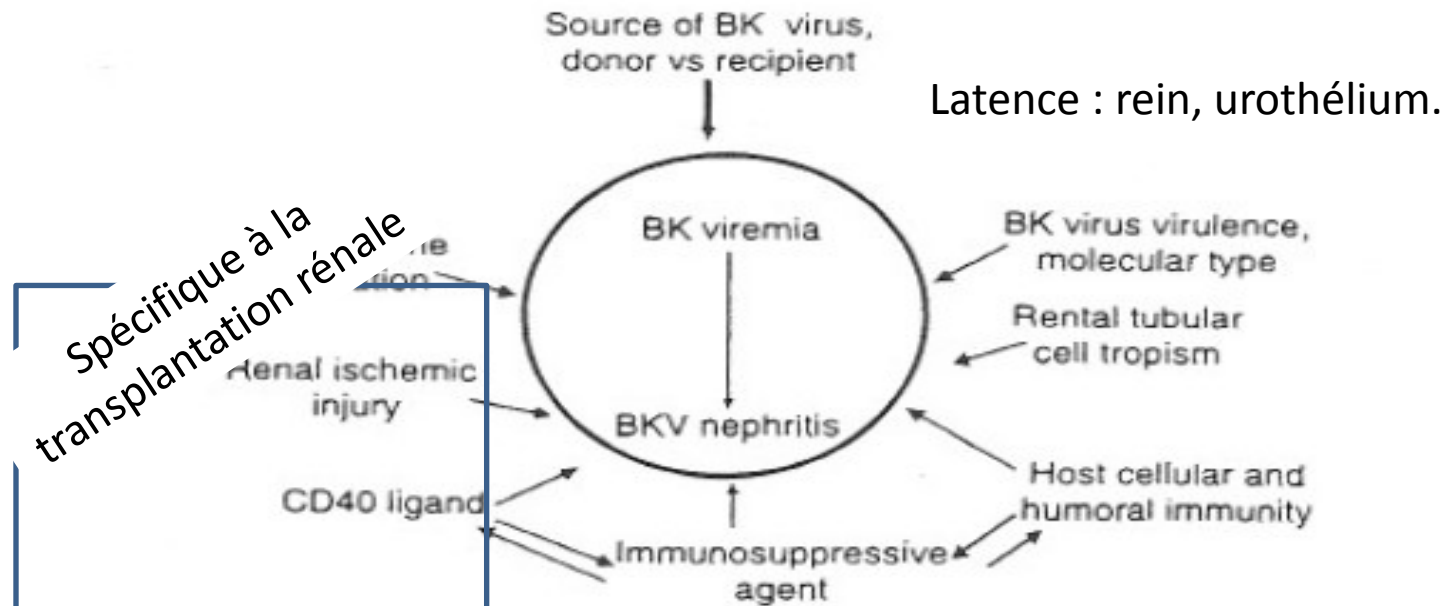 Source of BK virus,
donor vs recipient
Latence : rein, urothélium.
Spécifique à la
transplantation rénale
BK viremia
BK virus virulence,
molecular type
Rental tubular
cell tropism
Renal ischemic
injury
BKV nephritis
CD40 ligand
Host cellular and
humoral immunity
Immunosuppressive
agent